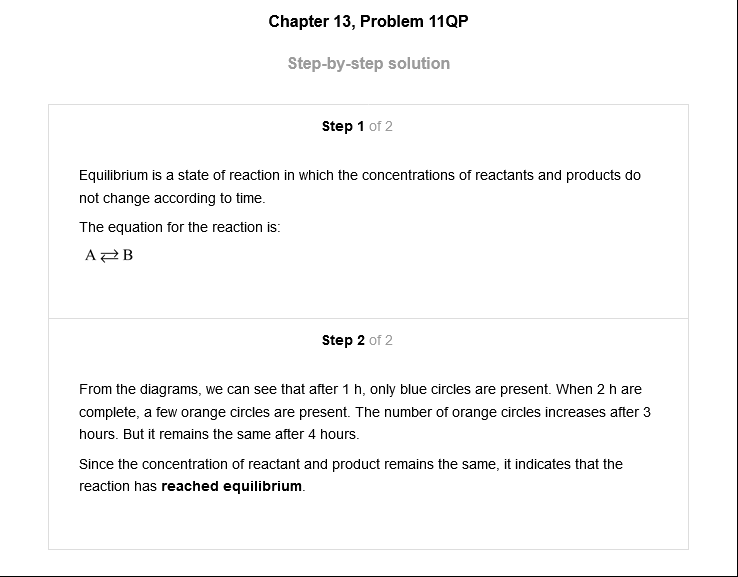 Chapter 13, Problem 11QP
Step-by-step solution
Step 1 of 2
Equilibrium is a state of reaction in which the concentrations of reactants and products do
not change according to time.
The equation for the reaction is:
A ⇄ B
Step 2 of 2
From the diagrams, we can see that after 1 h, only blue circles are present. When 2 h are
complete, a few orange circles are present. The number of orange circles increases after 3
hours. But it remains the same after 4 hours.
Since the concentration of reactant and product remains the same, it indicates that the
reaction has reached equilibrium.